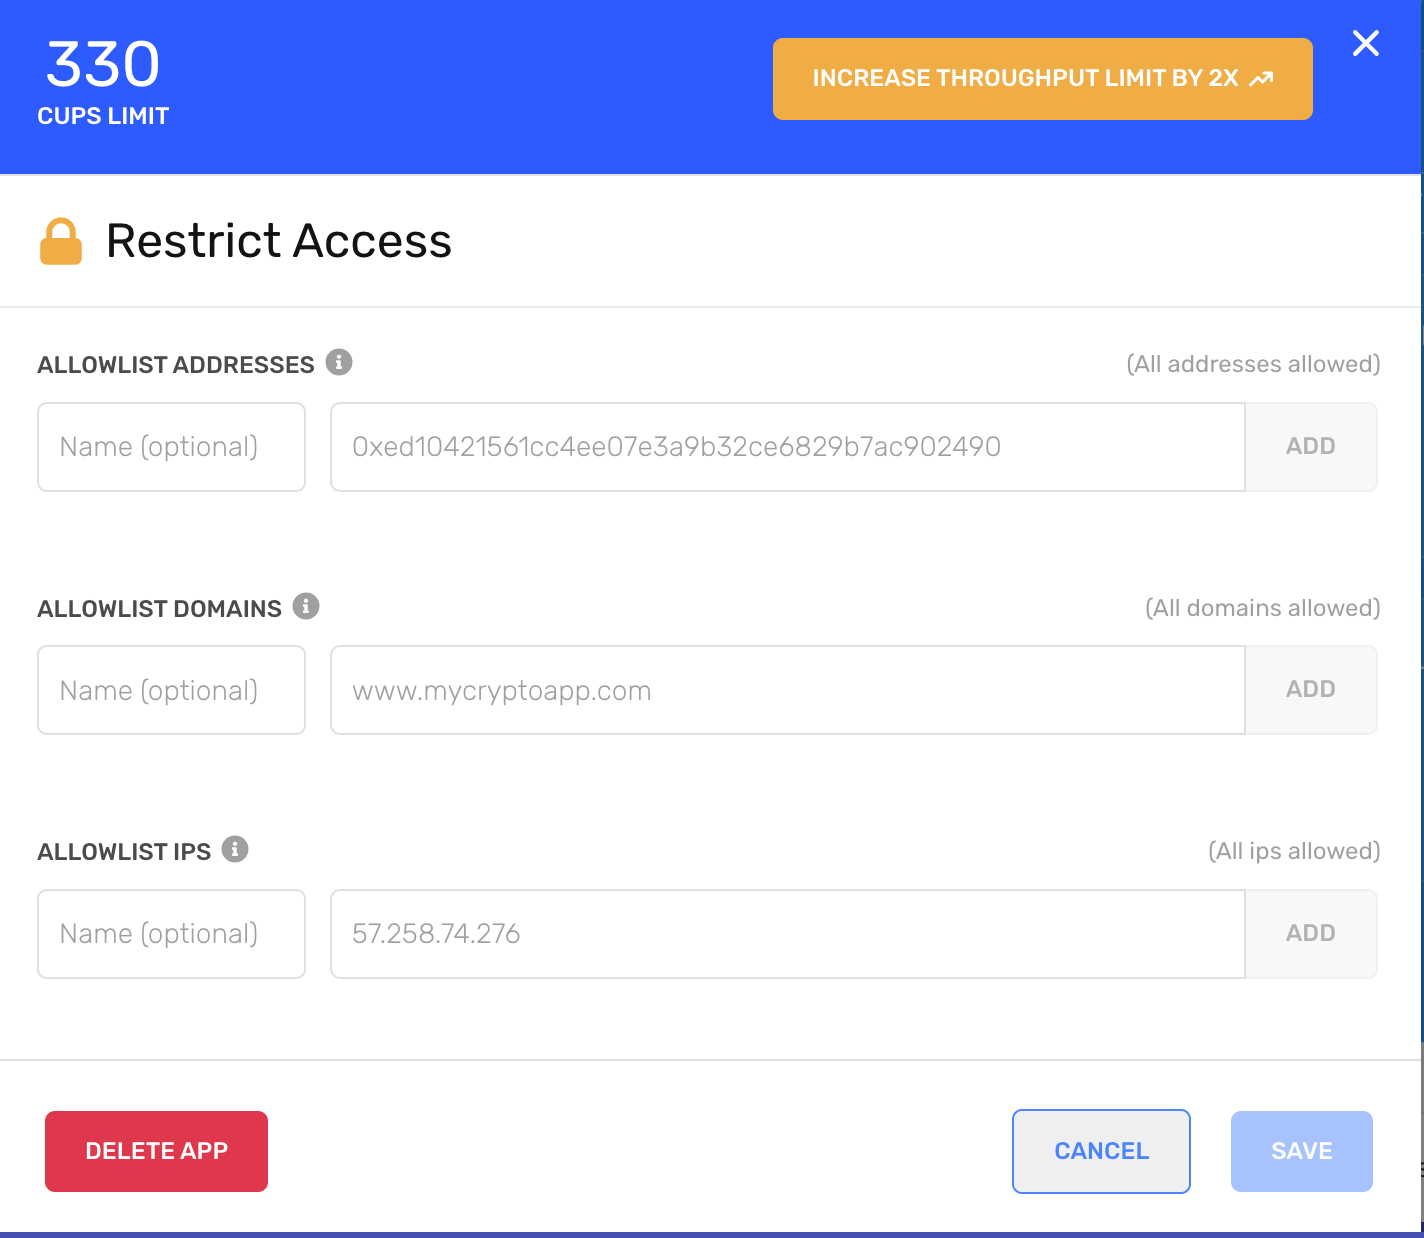 330
CUPS LIMIT
INCREASE THROUGHPUT LIMIT BY 2X
Restrict Access
ALLOWLIST ADDRESSES
(All addresses allowed)
Name (optional)
0xed10421561cc4ee07e3a9b32ce6829b7ac902490
ADD
ALLOWLIST DOMAINS
(All domains allowed)
Name (optional)
www.mycryptoapp.com
ADD
ALLOWLIST IPS
(All ips allowed)
Name (optional)
57.258.74.276
ADD
DELETE APP
CANCEL
SAVE